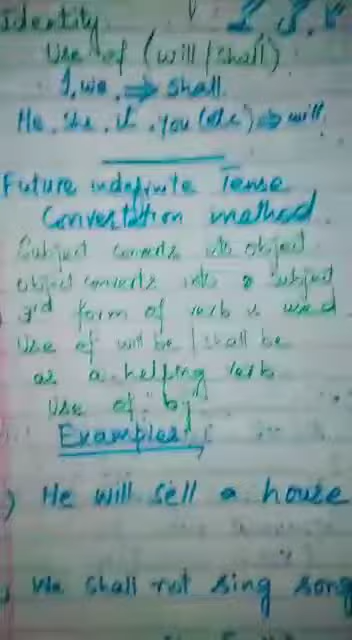 Identity
Use of (will/shall)
I, we, ⇒ shall.
He, she, it, you (etc) ⇒ will.
Future indefinite Tense
Convertation method.
Subject converts into object
object converts into a subject
3rd form of verb is used
Use of will be / shall be
as a helping verb
Use of "by"
Examples:
) He will sell a house
We shall not sing song